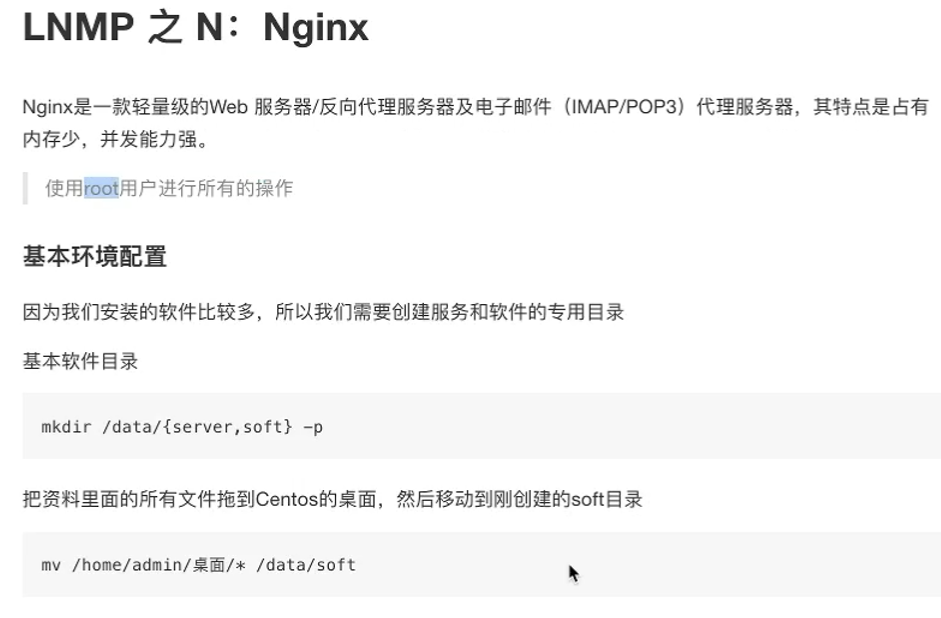 LNMP 之 N：Nginx
Nginx是一款轻量级的Web 服务器/反向代理服务器及电子邮件（IMAP/POP3）代理服务器，其特点是占有
内存少，并发能力强。
使用root用户进行所有的操作
基本环境配置
因为我们安装的软件比较多，所以我们需要创建服务和软件的专用目录
基本软件目录
mkdir /data/{server,soft} -p
把资料里面的所有文件拖到Centos的桌面，然后移动到刚创建的soft目录
mv /home/admin/桌面/* /data/soft